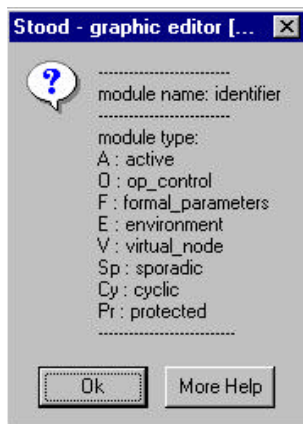 Stood - graphic editor [... 
-------------------------
module name: identifier
-------------------------
module type:
A : active
O : op_control
F : formal_parameters
E : environment
V : virtual_node
Sp : sporadic
Cy : cyclic
Pr : protected
-------------------------
Ok
More Help